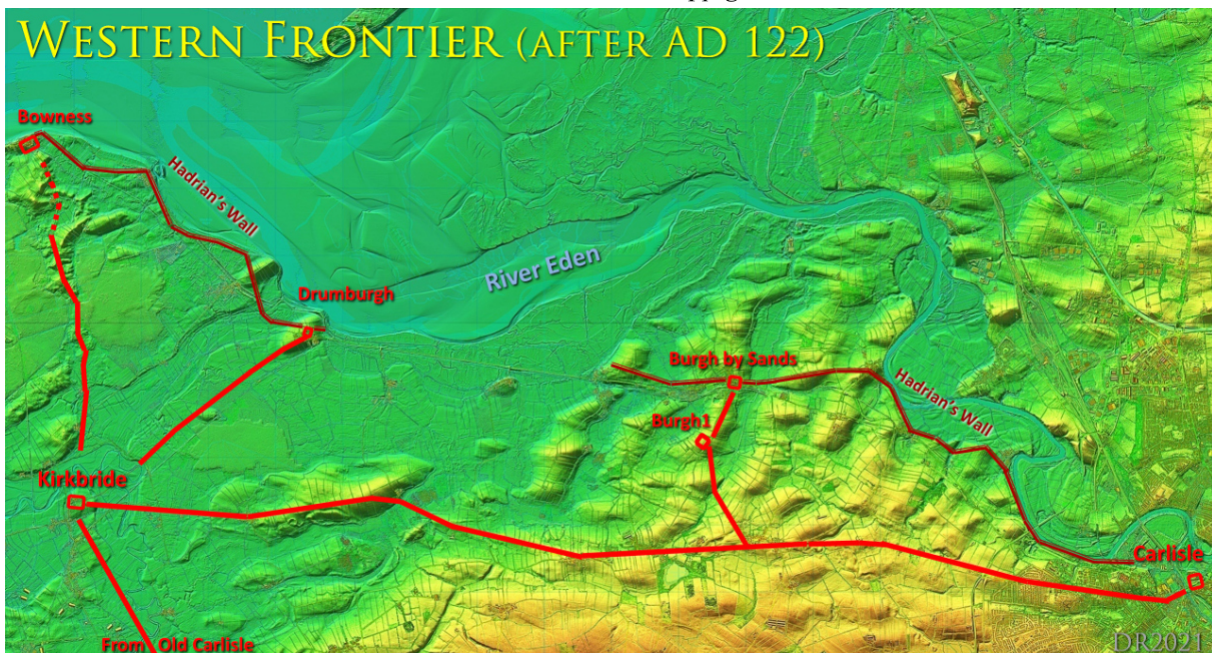 WESTERN FRONTIER (AFTER AD 122)
Bowness
Hadrian's Wall
Drumburgh
River Eden
Burgh by Sands
Hadrian's Wall
Burgh1
Kirkbride
Carlisle
From Old Carlisle
DR2021